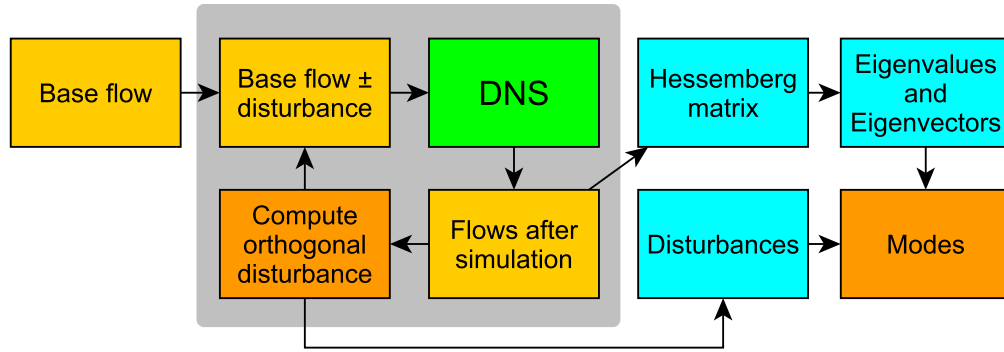 Base flow
Base flow ±
disturbance
DNS
Hessemberg
matrix
Eigenvalues
and
Eigenvectors
Compute
orthogonal
disturbance
Flows after
simulation
Disturbances
Modes